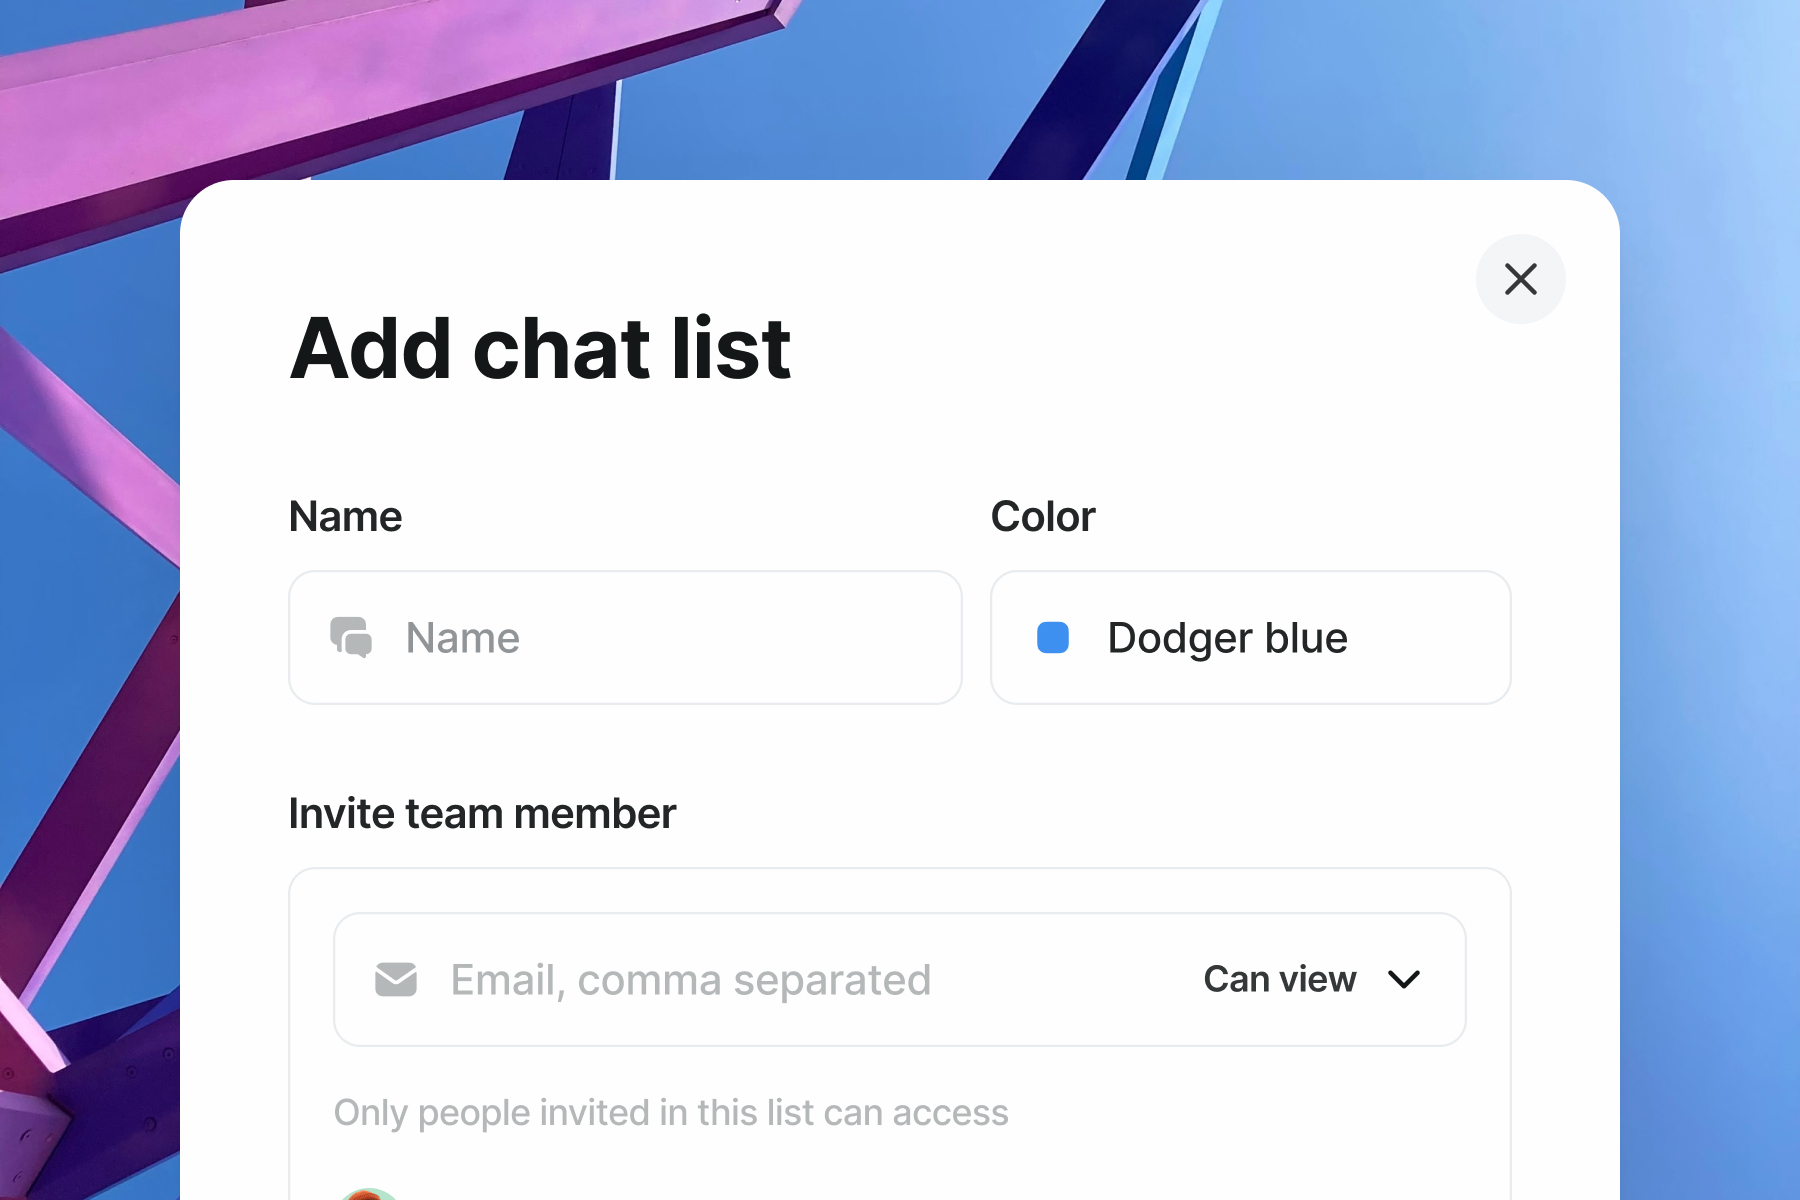 Add chat list
Name
Color
Name
Dodger blue
Invite team member
Email, comma separated
Can view
Only people invited in this list can access